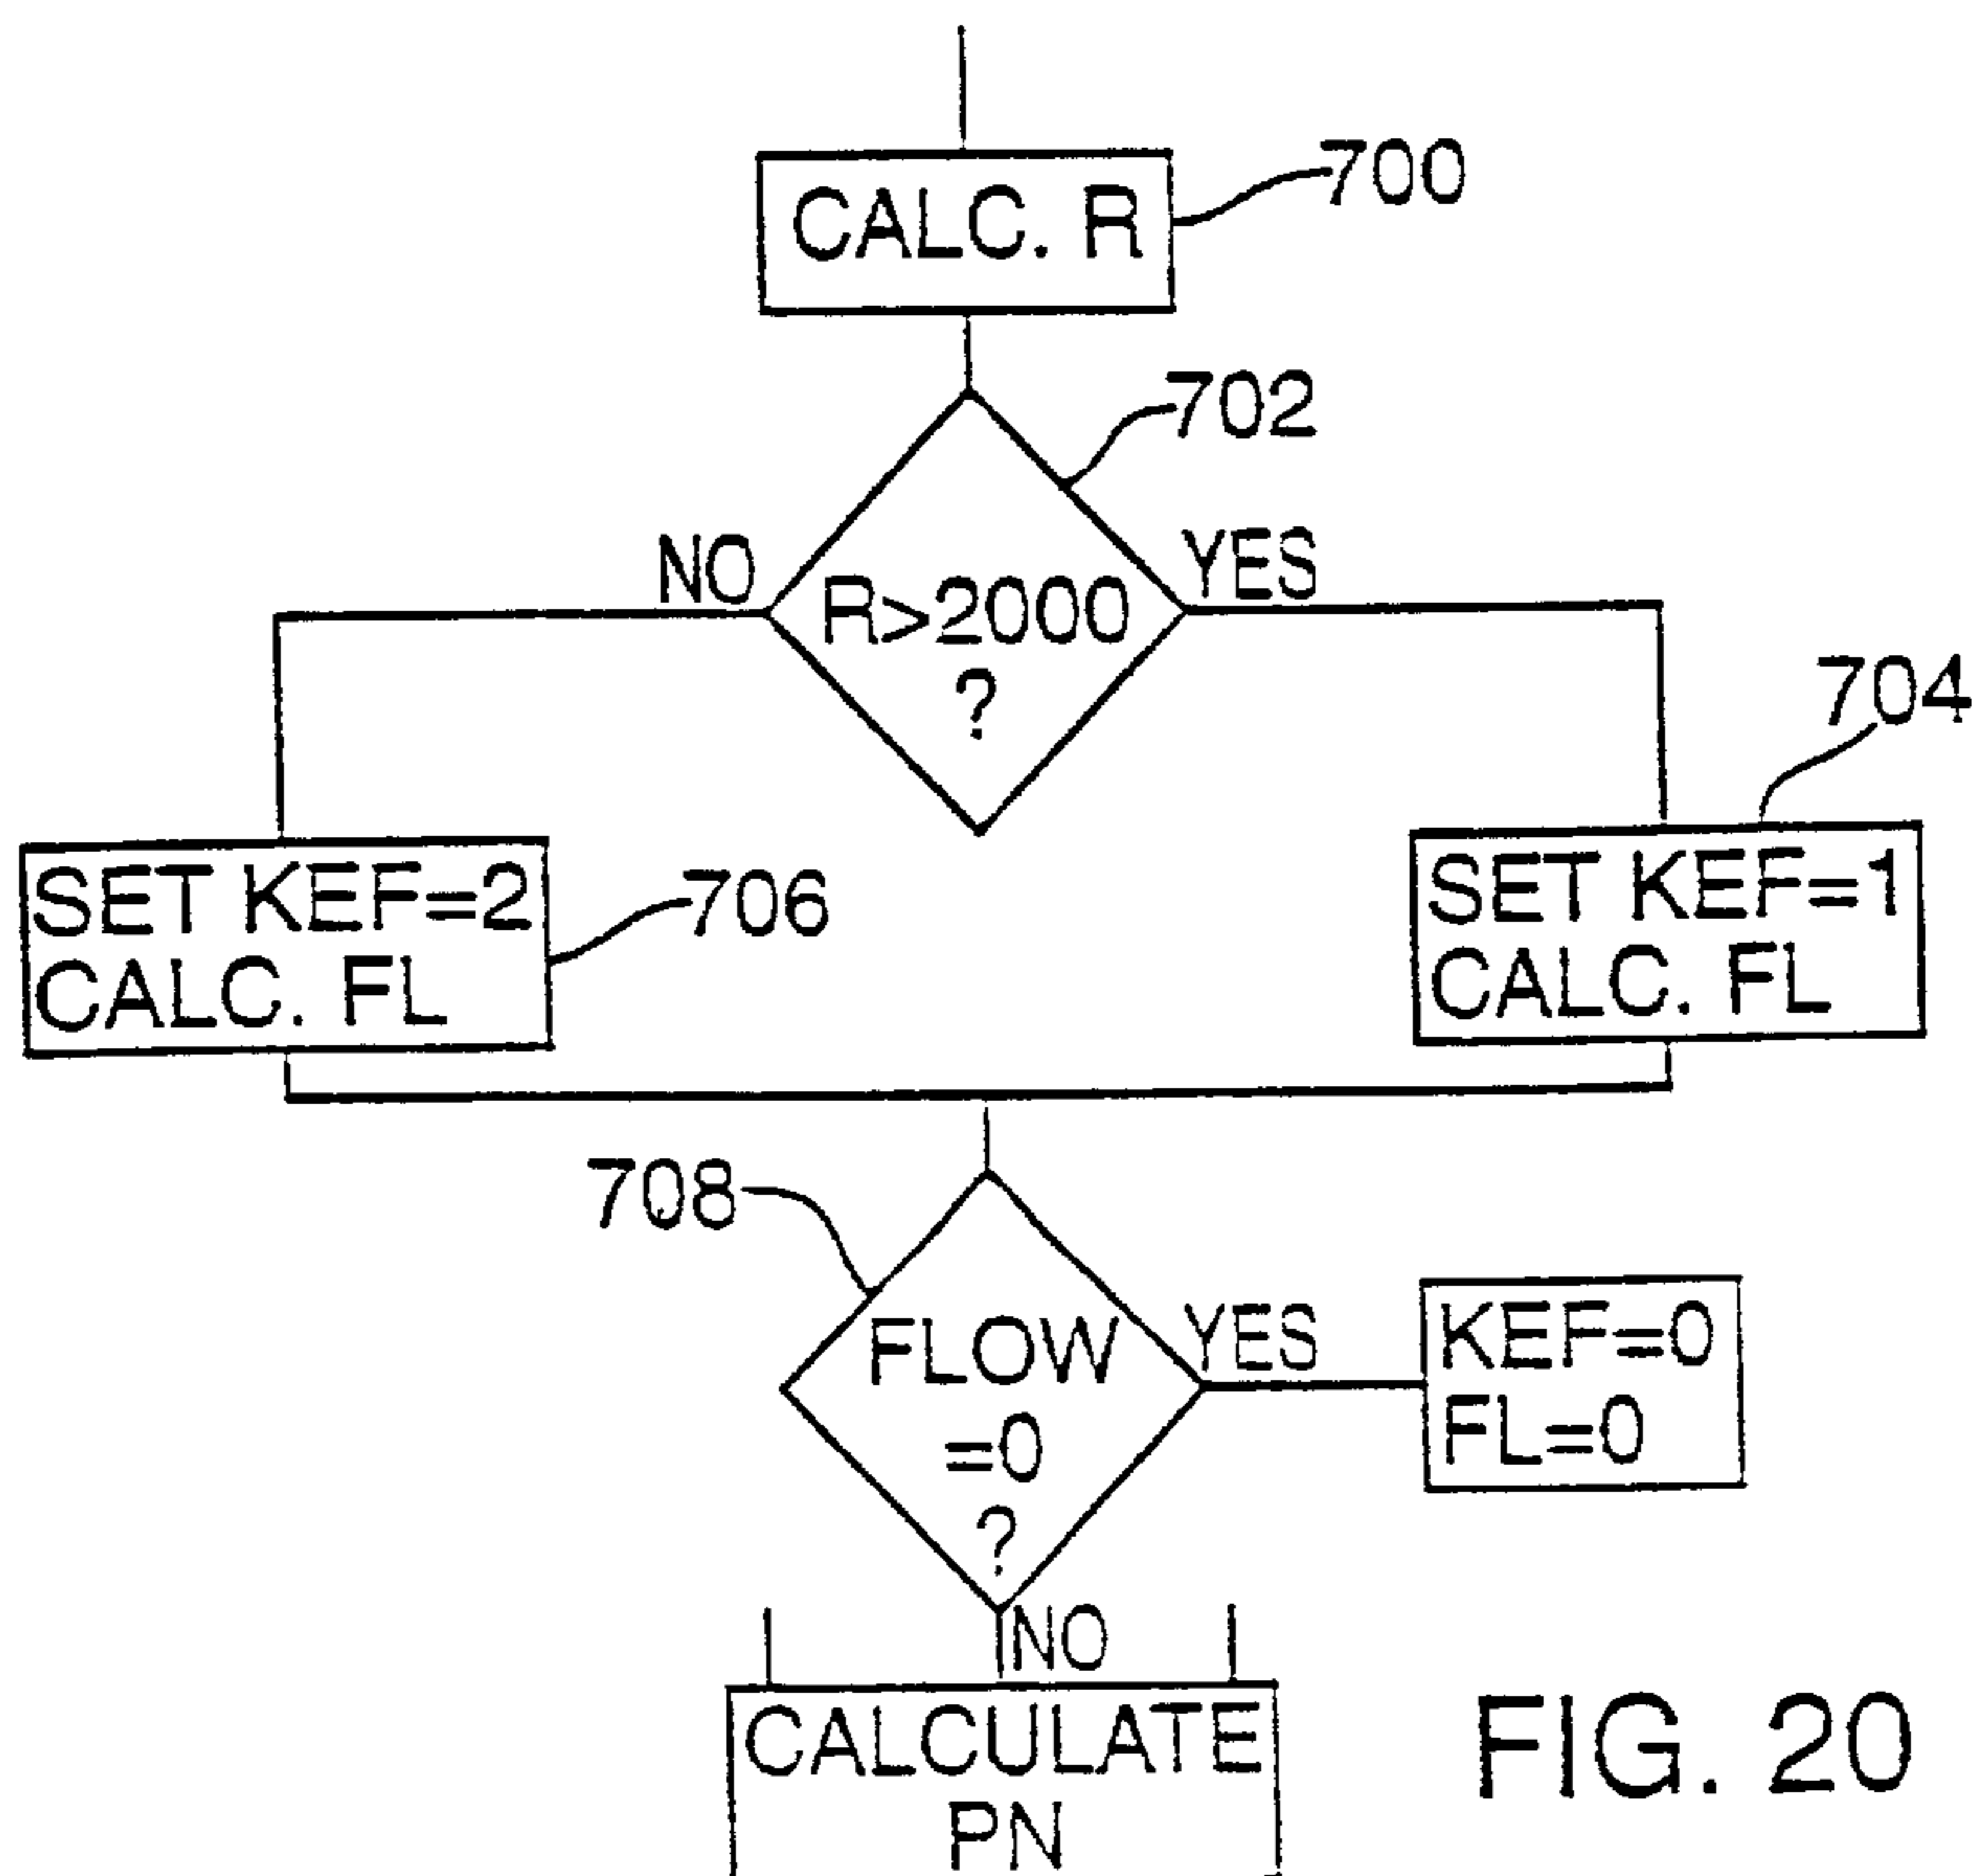 CALC. R
700
702
NO
YES
R>2000
?
704
SET KEF=2
CALC. FL
706
SET KEF=1
CALC. FL
708
FLOW
=0
?
YES
KEF=0
FL=0
NO
CALCULATE
PN
FIG. 20